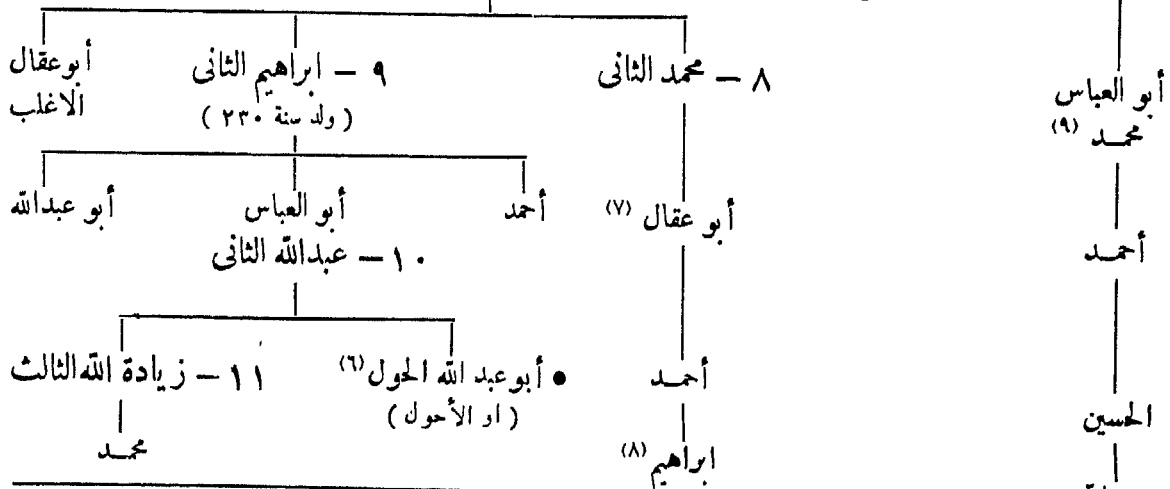 أبو العباس
محمد (٩)
أحمد
الحسين
٨ – محمد الثانى
أبو عقال (٧)
أحمد
ابراهيم (٨)
٩ – ابراهيم الثانى
( ولد سنة ٢٣٠ )
أبوعقال
الاغلب
أحمد
أبو العباس
١٠ – عبدالله الثانى
أبو عبدالله
• أبوعبد الله الحول (٦)
( او الأحول )
١١ – زيادة الله الثالث
محمد